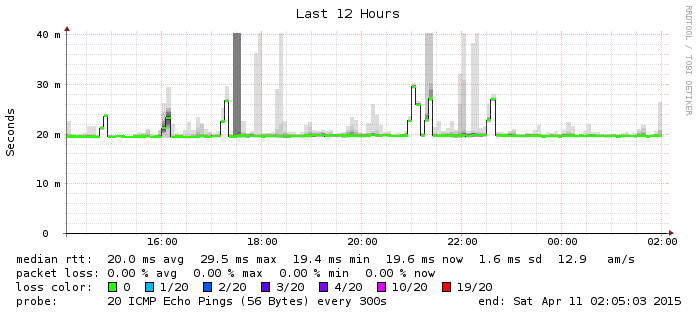 Last 12 Hours
RRDTOOL / TOBI OETIKER
Seconds
40 m
30 m
20 m
10 m
0
16:00 18:00 20:00 22:00 00:00 02:00
median rtt: 20.0 ms avg 29.5 ms max 19.4 ms min 19.6 ms now 1.6 ms sd 12.9 am/s
packet loss: 0.00 % avg 0.00 % max 0.00 % min 0.00 % now
loss color: 0 1/20 2/20 3/20 4/20 10/20 19/20
probe: 20 ICMP Echo Pings (56 Bytes) every 300s end: Sat Apr 11 02:05:03 2015